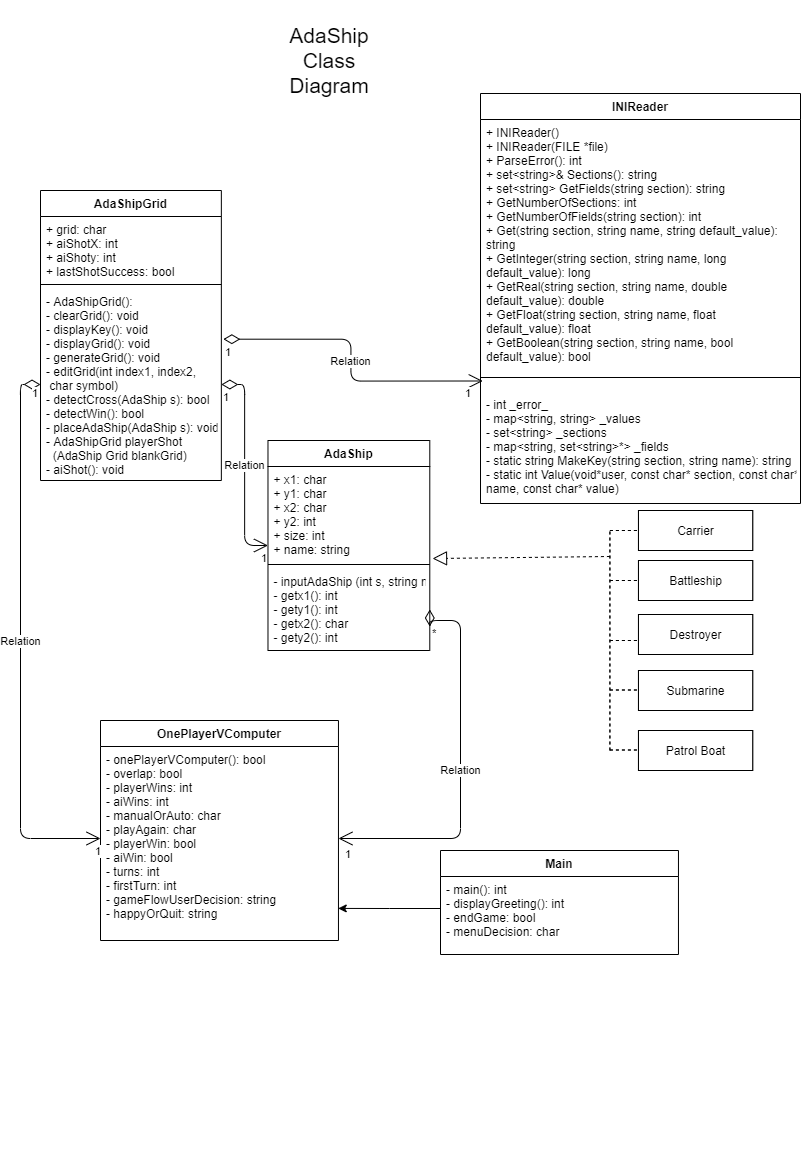 AdaShip
Class
Diagram
INIReader
+ INIReader()
+ INIReader(FILE *file)
+ ParseError(): int
+ set<string>& Sections(): string
+ set<string> GetFields(string section): string
+ GetNumberOfSections: int
+ GetNumberOfFields(string section): int
+ Get(string section, string name, string default_value):
string
+ GetInteger(string section, string name, long
default_value): long
+ GetReal(string section, string name, double
default_value): double
+ GetFloat(string section, string name, float
default_value): float
+ GetBoolean(string section, string name, bool
default_value): bool
- int _error_
- map<string, string> _values
- set<string> _sections
- map<string, set<string>*> _fields
- static string MakeKey(string section, string name): string
- static int Value(void*user, const char* section, const char*
name, const char* value)
AdaShipGrid
+ grid: char
+ aiShotX: int
+ aiShoty: int
+ lastShotSuccess: bool
- AdaShipGrid():
- clearGrid(): void
- displayKey(): void
- displayGrid(): void
- generateGrid(): void
- editGrid(int index1, index2,
char symbol)
- detectCross(AdaShip s): bool
- detectWin(): bool
- placeAdaShip(AdaShip s): void
- AdaShipGrid playerShot
(AdaShip Grid blankGrid)
- aiShot(): void
1
Relation
1
1
1
Relation
1
AdaShip
+ x1: char
+ y1: char
+ x2: char
+ y2: int
+ size: int
+ name: string
- inputAdaShip (int s, string n
- getx1(): int
- gety1(): int
- getx2(): char
- gety2(): int
*
Carrier
Battleship
Destroyer
Submarine
Patrol Boat
Relation
Relation
OnePlayerVComputer
- onePlayerVComputer(): bool
- overlap: bool
- playerWins: int
- aiWins: int
- manualOrAuto: char
- playAgain: char
- playerWin: bool
- aiWin: bool
- turns: int
- firstTurn: int
- gameFlowUserDecision: string
- happyOrQuit: string
1
1
Main
- main(): int
- displayGreeting(): int
- endGame: bool
- menuDecision: char